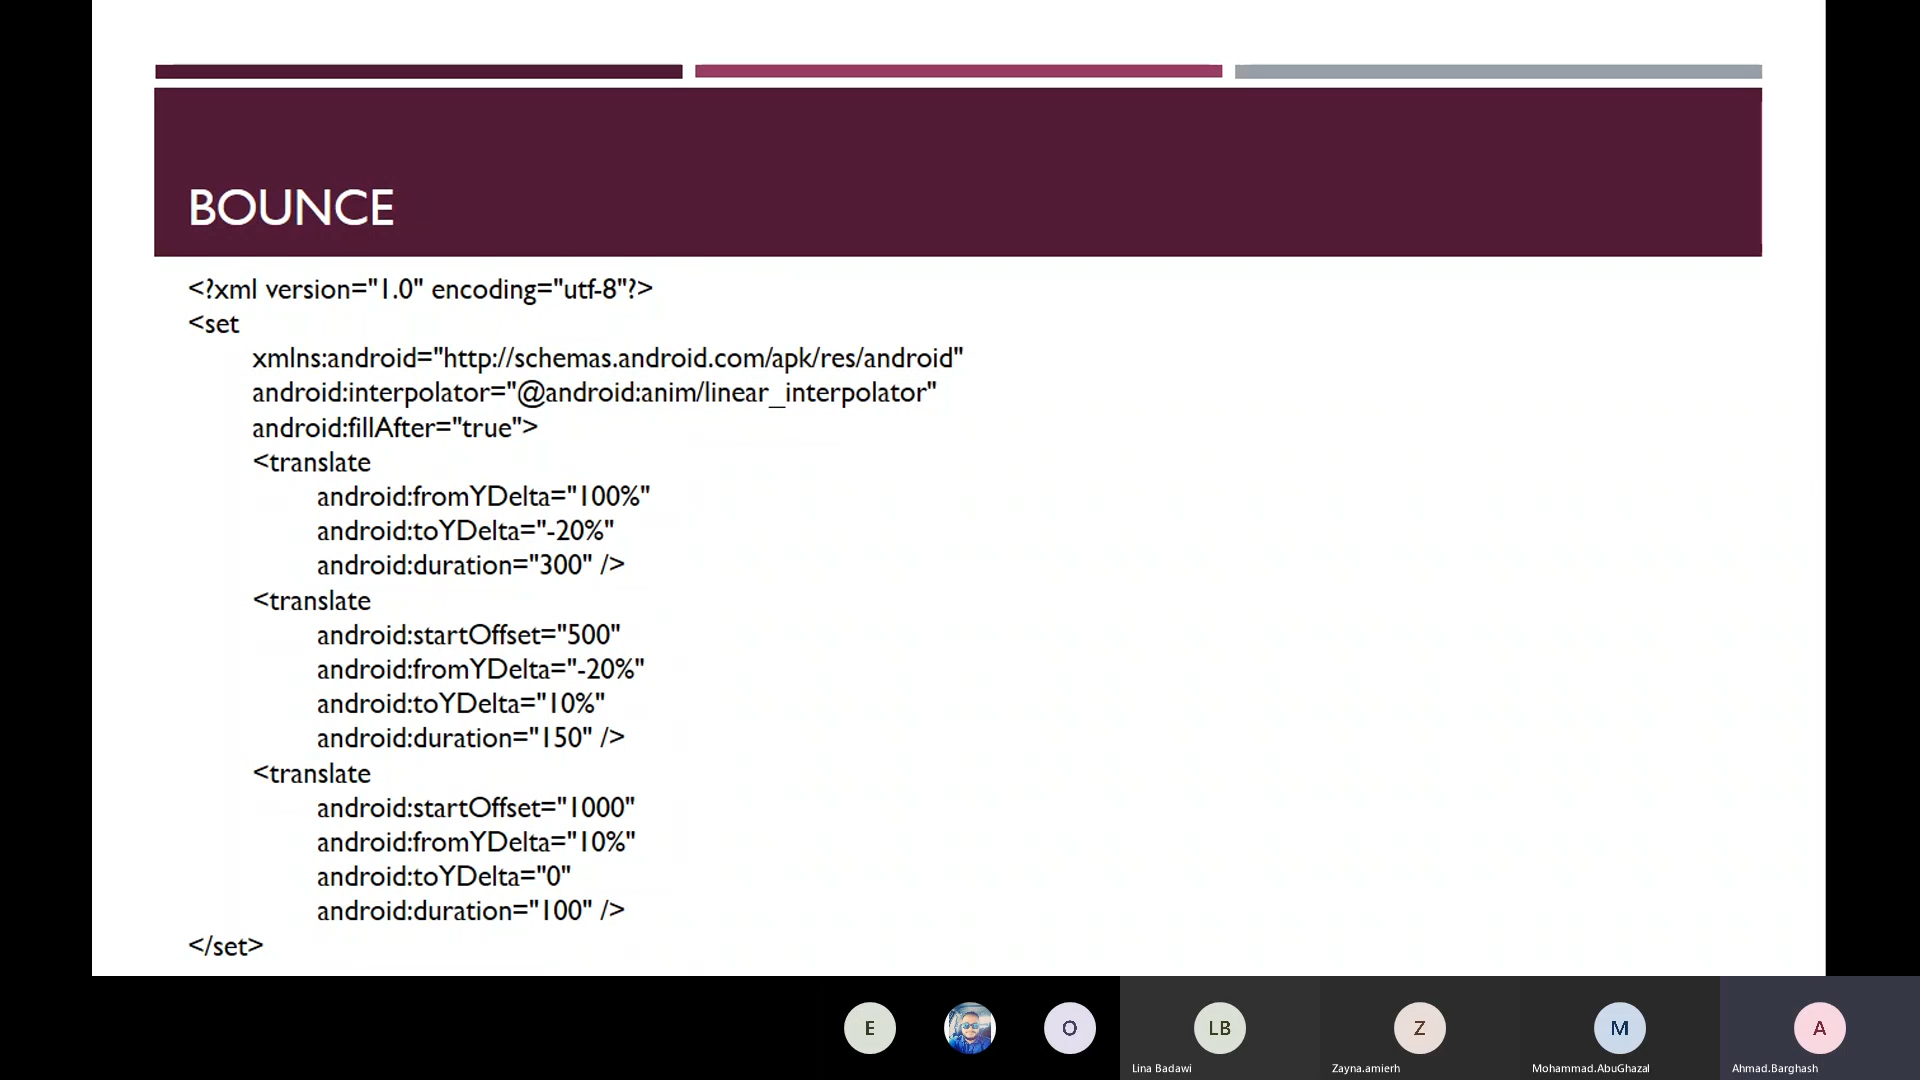 BOUNCE
<?xml version="1.0" encoding="utf-8"?>
<set
xmlns:android="http://schemas.android.com/apk/res/android"
android:interpolator="@android:anim/linear_interpolator"
android:fillAfter="true">
<translate
android:fromYDelta="100%"
android:toYDelta="-20%"
android:duration="300" />
<translate
android:startOffset="500"
android:fromYDelta="-20%"
android:toYDelta="10%"
android:duration="150" />
<translate
android:startOffset="1000"
android:fromYDelta="10%"
android:toYDelta="0"
android:duration="100" />
</set>
E
O
LB
Z
M
A
Lina Badawi
Zayna.amierh
Mohammad.AbuGhazal
Ahmad.Barghash